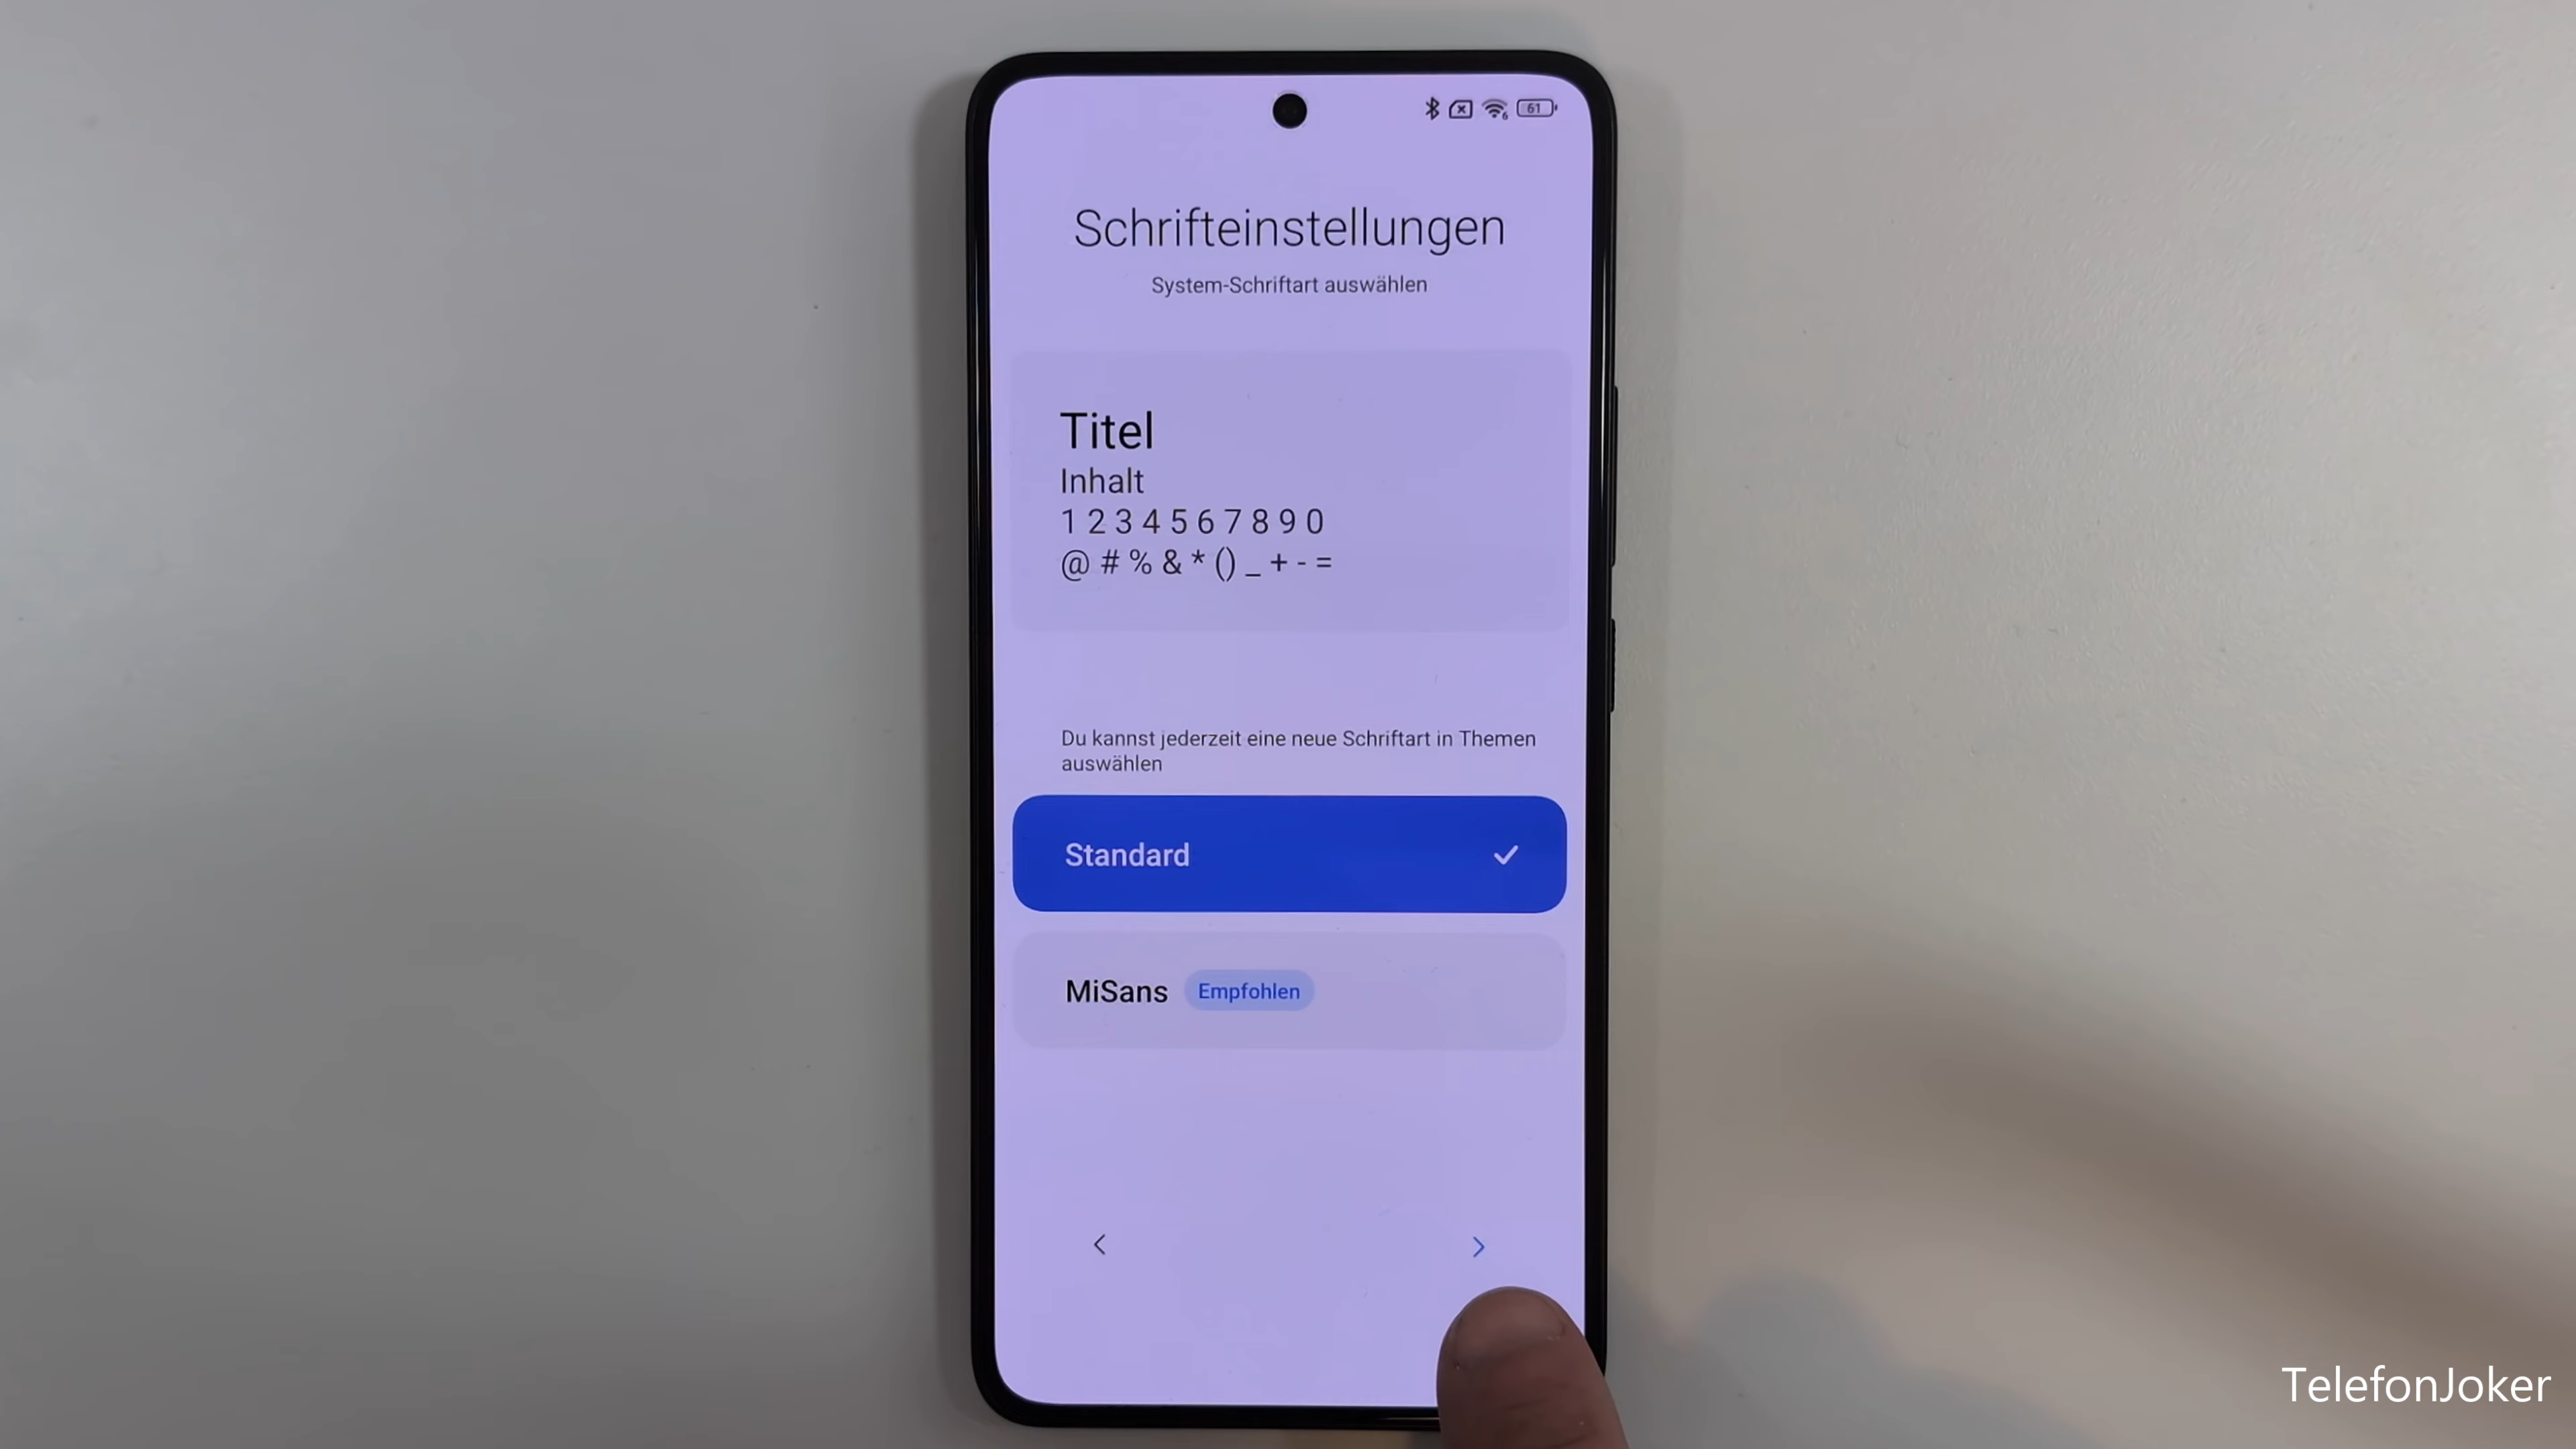 61
Schrifteinstellungen
System-Schriftart auswählen
Titel
Inhalt
1 2 3 4 5 6 7 8 9 0
@ # % & * () _ + - =
Du kannst jederzeit eine neue Schriftart in Themen
auswählen
Standard
MiSans Empfohlen
TelefonJoker